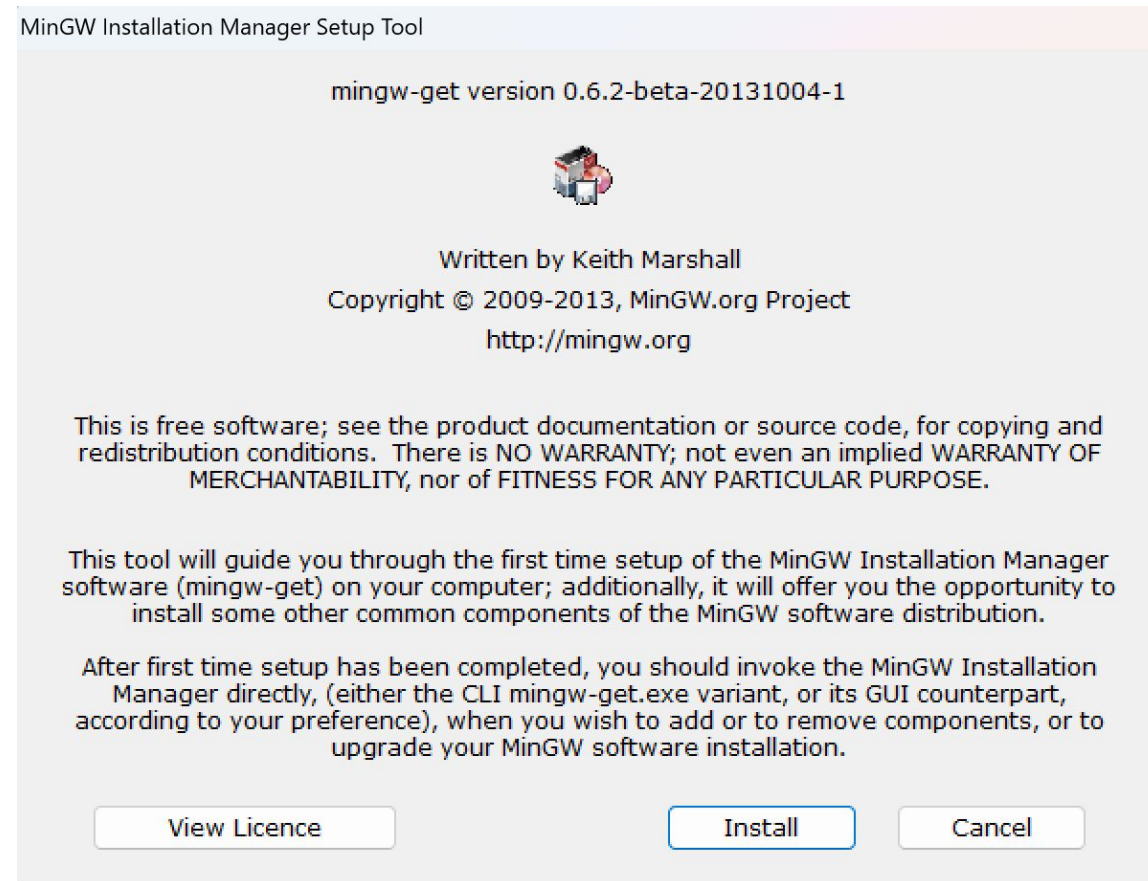 MinGW Installation Manager Setup Tool
mingw-get version 0.6.2-beta-20131004-1
Written by Keith Marshall
Copyright © 2009-2013, MinGW.org Project
http://mingw.org
This is free software; see the product documentation or source code, for copying and
redistribution conditions.  There is NO WARRANTY; not even an implied WARRANTY OF
MERCHANTABILITY, nor of FITNESS FOR ANY PARTICULAR PURPOSE.
This tool will guide you through the first time setup of the MinGW Installation Manager
software (mingw-get) on your computer; additionally, it will offer you the opportunity to
install some other common components of the MinGW software distribution.
After first time setup has been completed, you should invoke the MinGW Installation
Manager directly, (either the CLI mingw-get.exe variant, or its GUI counterpart,
according to your preference), when you wish to add or to remove components, or to
upgrade your MinGW software installation.
View Licence
Install
Cancel